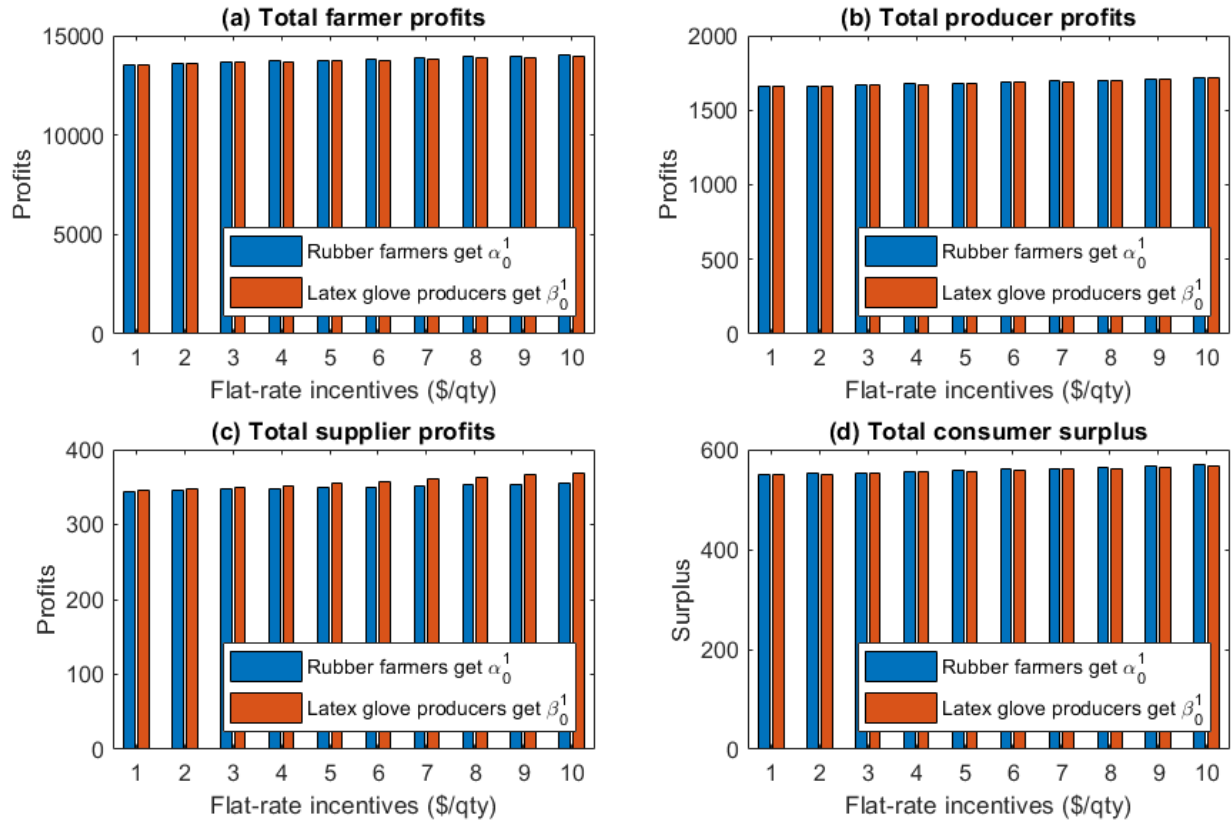 (a) Total farmer profits
15000
10000
5000
0
Profits
Rubber farmers get α₀¹
Latex glove producers get β₀¹
1 2 3 4 5 6 7 8 9 10
Flat-rate incentives ($/qty)
(b) Total producer profits
2000
1500
1000
500
0
Profits
Rubber farmers get α₀¹
Latex glove producers get β₀¹
1 2 3 4 5 6 7 8 9 10
Flat-rate incentives ($/qty)
(c) Total supplier profits
400
300
200
100
0
Profits
Rubber farmers get α₀¹
Latex glove producers get β₀¹
1 2 3 4 5 6 7 8 9 10
Flat-rate incentives ($/qty)
(d) Total consumer surplus
600
400
200
0
Surplus
Rubber farmers get α₀¹
Latex glove producers get β₀¹
1 2 3 4 5 6 7 8 9 10
Flat-rate incentives ($/qty)